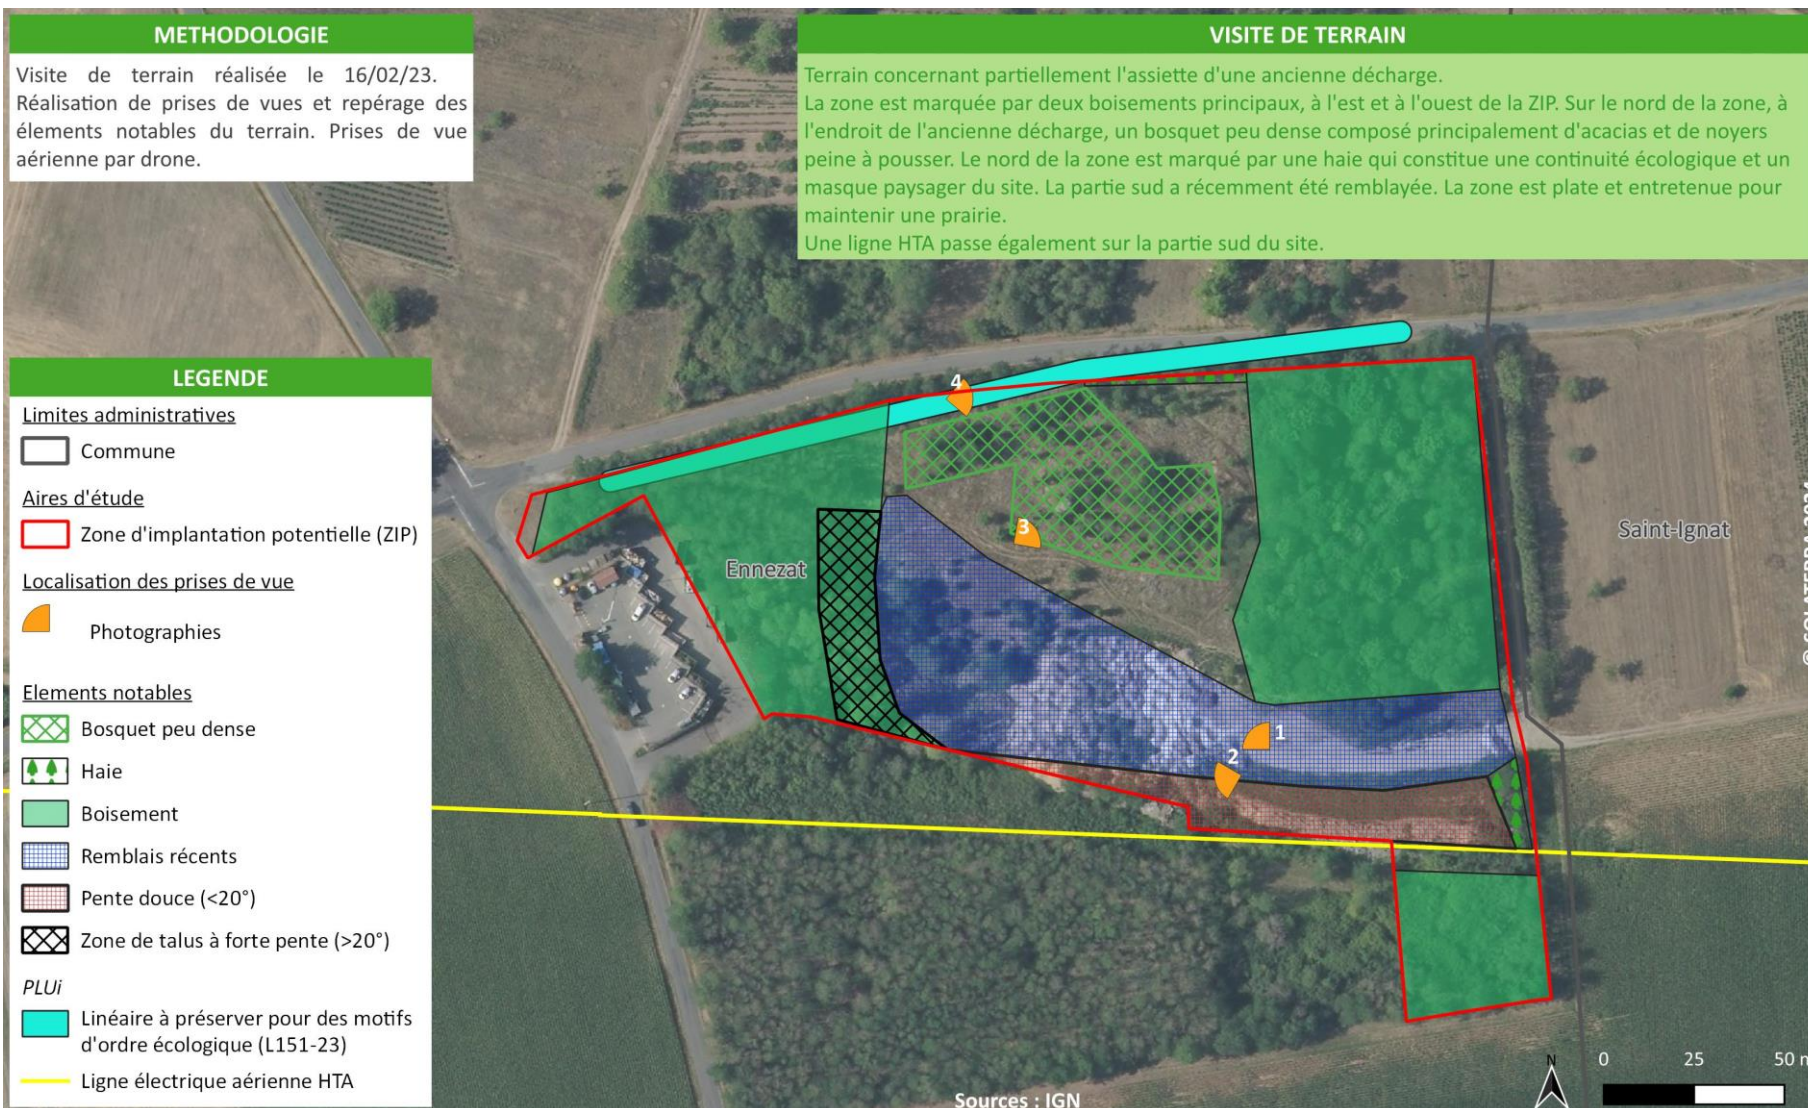 METHODOLOGIE
Visite de terrain réalisée le 16/02/23.
Réalisation de prises de vues et repérage des
élements notables du terrain. Prises de vue
aérienne par drone.
VISITE DE TERRAIN
Terrain concernant partiellement l'assiette d'une ancienne décharge.
La zone est marquée par deux boisements principaux, à l'est et à l'ouest de la ZIP. Sur le nord de la zone, à
l'endroit de l'ancienne décharge, un bosquet peu dense composé principalement d'acacias et de noyers
peine à pousser. Le nord de la zone est marqué par une haie qui constitue une continuité écologique et un
masque paysager du site. La partie sud a récemment été remblayée. La zone est plate et entretenue pour
maintenir une prairie.
Une ligne HTA passe également sur la partie sud du site.
LEGENDE
Limites administratives
Commune
Aires d'étude
Zone d'implantation potentielle (ZIP)
Localisation des prises de vue
Photographies
Elements notables
Bosquet peu dense
Haie
Boisement
Remblais récents
Pente douce (<20°)
Zone de talus à forte pente (>20°)
PLUi
Linéaire à préserver pour des motifs
d'ordre écologique (L151-23)
Ligne électrique aérienne HTA
4
3
Ennezat
Saint-Ignat
1
2
N
0 25 50 m
Sources : IGN